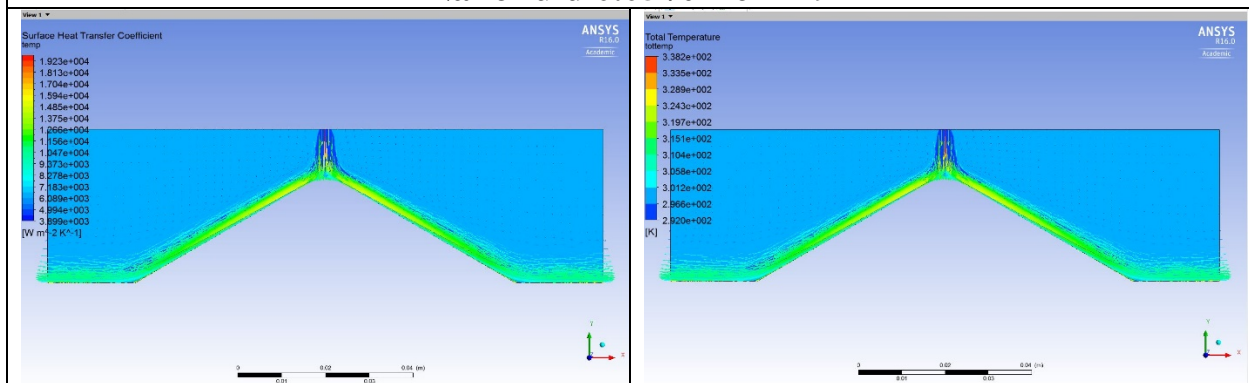 View 1 ▼
ANSYS
R16.0
Academic
Surface Heat Transfer Coefficient
temp
1.923e+004
1.813e+004
1.704e+004
1.594e+004
1.485e+004
1.375e+004
1.266e+004
1.156e+004
1.047e+004
9.373e+003
8.278e+003
7.183e+003
6.089e+003
4.994e+003
3.899e+003
[W m^-2 K^-1]
Y
X
0
0.02
0.04 (m)
0.01
0.03
View 1 ▼
ANSYS
R16.0
Academic
Total Temperature
tottemp
3.382e+002
3.335e+002
3.289e+002
3.243e+002
3.197e+002
3.151e+002
3.104e+002
3.058e+002
3.012e+002
2.966e+002
2.920e+002
[K]
Y
X
0
0.02
0.04 (m)
0.01
0.03